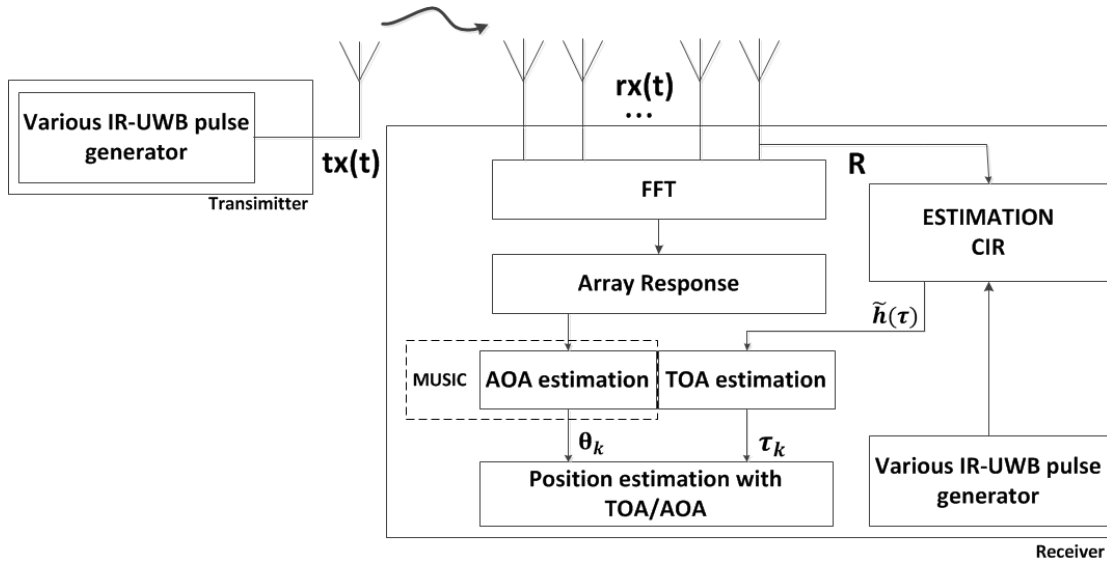 rx(t)
...
Various IR-UWB pulse
generator
tx(t)
Transimitter
R
FFT
ESTIMATION
CIR
Array Response
h̃(τ)
MUSIC
AOA estimation
TOA estimation
θₖ
τₖ
Position estimation with
TOA/AOA
Various IR-UWB pulse
generator
Receiver